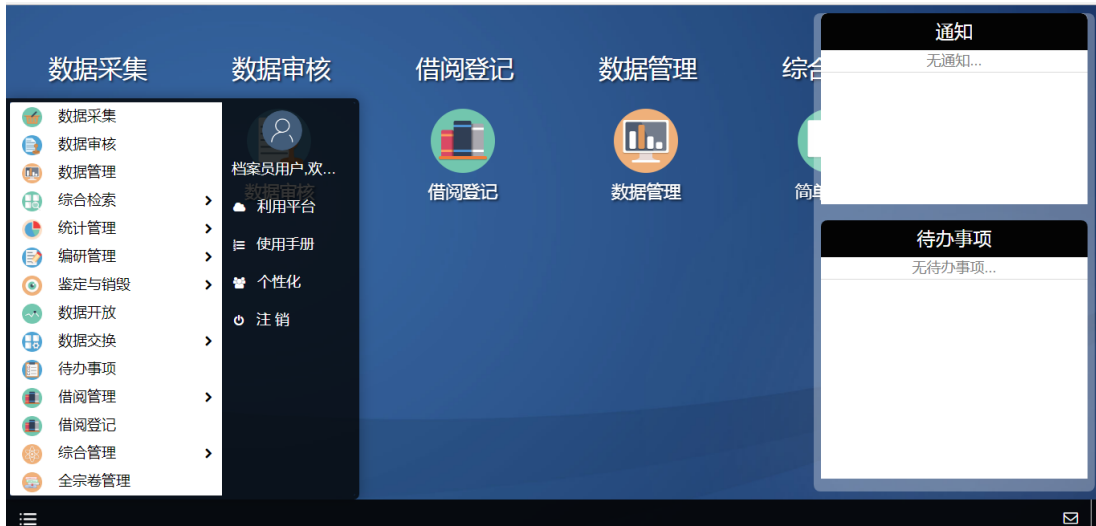 数据采集
数据审核
借阅登记
数据管理
综合
数据采集
数据审核
数据管理
综合检索
统计管理
编研管理
鉴定与销毁
数据开放
数据交换
待办事项
借阅管理
借阅登记
综合管理
全宗卷管理
档案员用户,欢...
数据审核
利用平台
使用手册
个性化
注 销
借阅登记
数据管理
简单
通知
无通知...
待办事项
无待办事项...